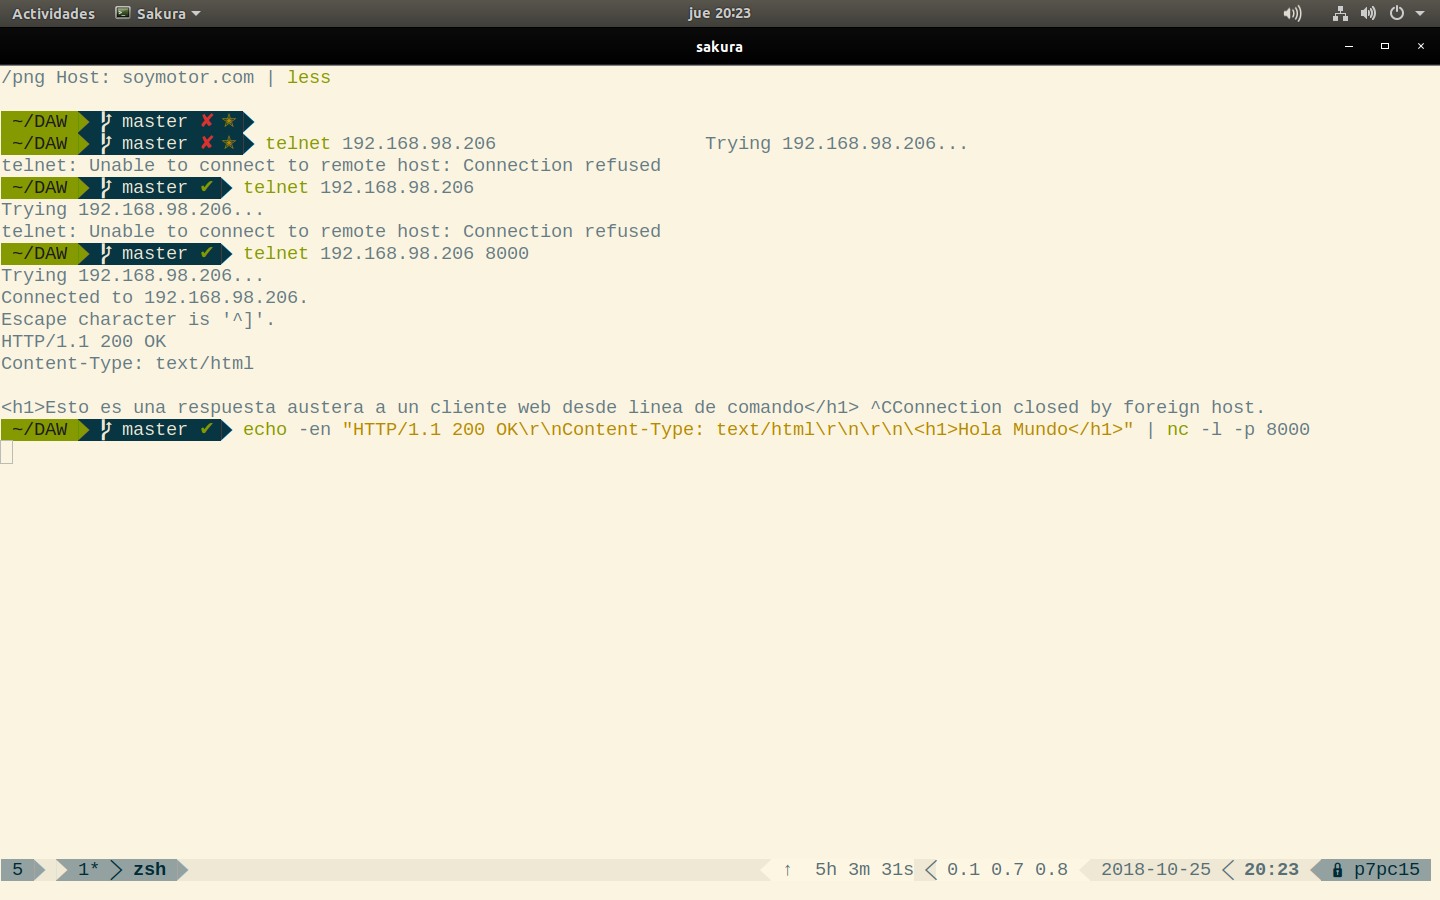 Actividades Sakura jue 20:23
sakura
/png Host: soymotor.com | less
~/DAW master ✘ ★
~/DAW master ✘ ★ telnet 192.168.98.206 Trying 192.168.98.206...
telnet: Unable to connect to remote host: Connection refused
~/DAW master ✔ telnet 192.168.98.206
Trying 192.168.98.206...
telnet: Unable to connect to remote host: Connection refused
~/DAW master ✔ telnet 192.168.98.206 8000
Trying 192.168.98.206...
Connected to 192.168.98.206.
Escape character is '^]'.
HTTP/1.1 200 OK
Content-Type: text/html
<h1>Esto es una respuesta austera a un cliente web desde linea de comando</h1> ^CConnection closed by foreign host.
~/DAW master ✔ echo -en "HTTP/1.1 200 OK\r\nContent-Type: text/html\r\n\r\n\<h1>Hola Mundo</h1>" | nc -l -p 8000
5 1* zsh ↑ 5h 3m 31s 0.1 0.7 0.8 2018-10-25 20:23 p7pc15